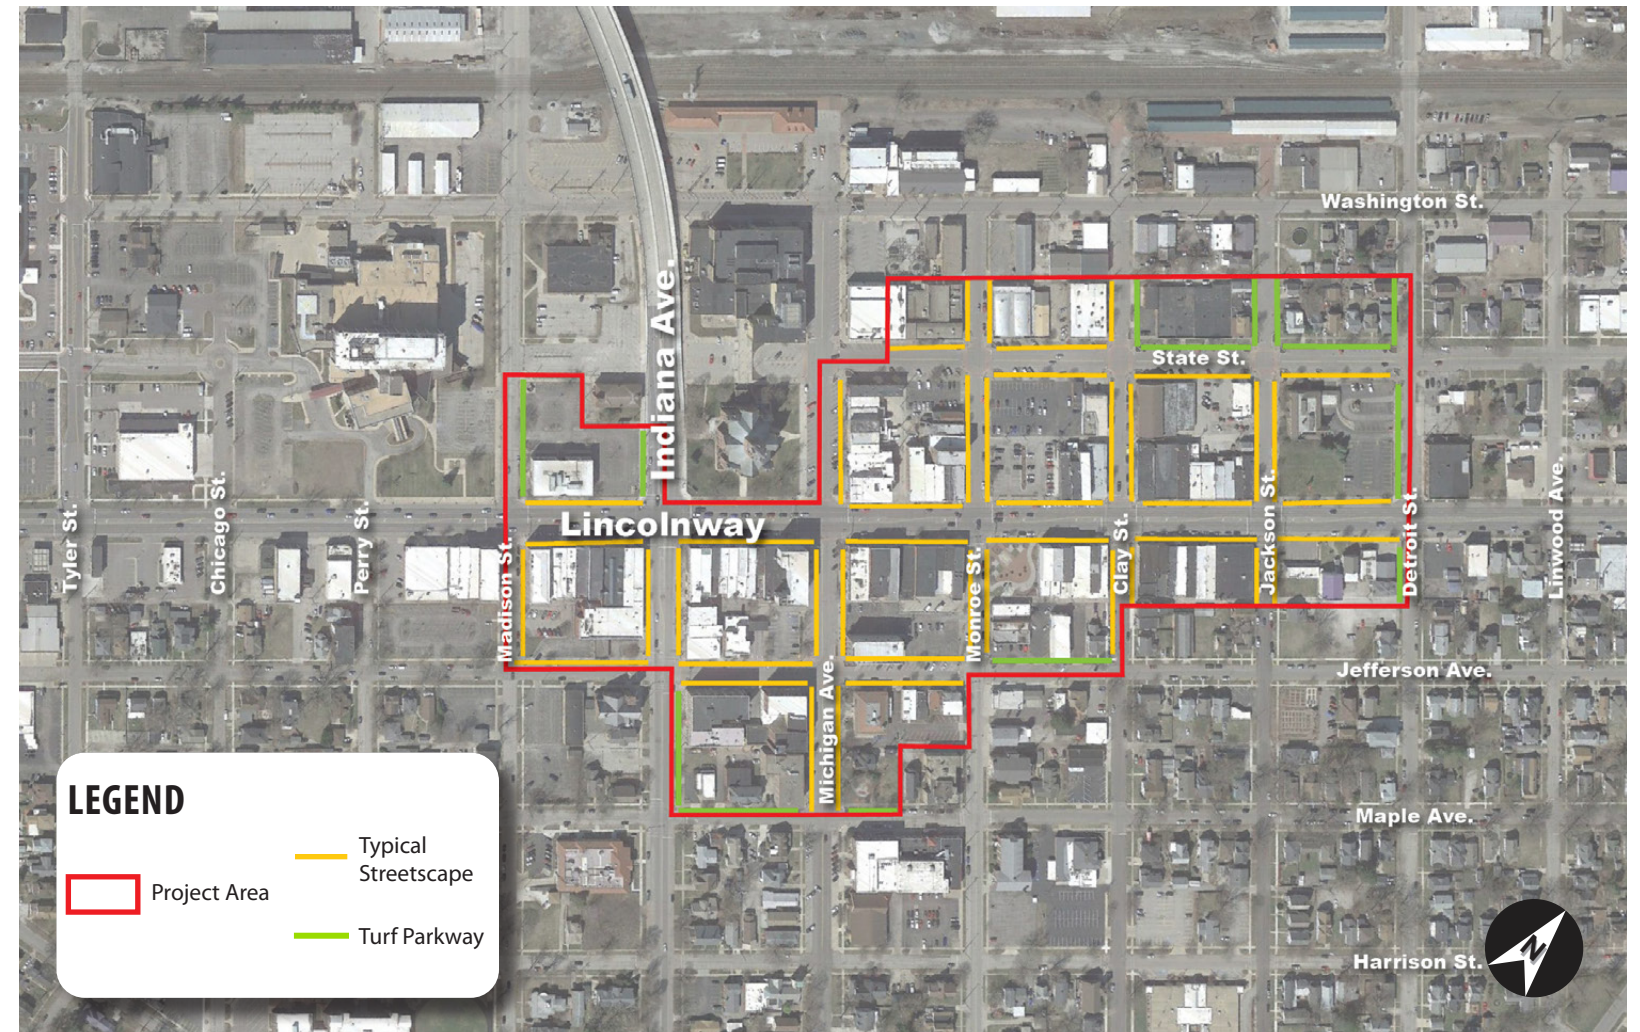 Washington St.
Indiana Ave.
State St.
Lincolnway
Tyler St.
Chicago St.
Perry St.
Madison St.
Michigan Ave.
Monroe St.
Clay St.
Jackson St.
Detroit St.
Linwood Ave.
Jefferson Ave.
Maple Ave.
Harrison St.
LEGEND
Project Area
Typical
Streetscape
Turf Parkway
N